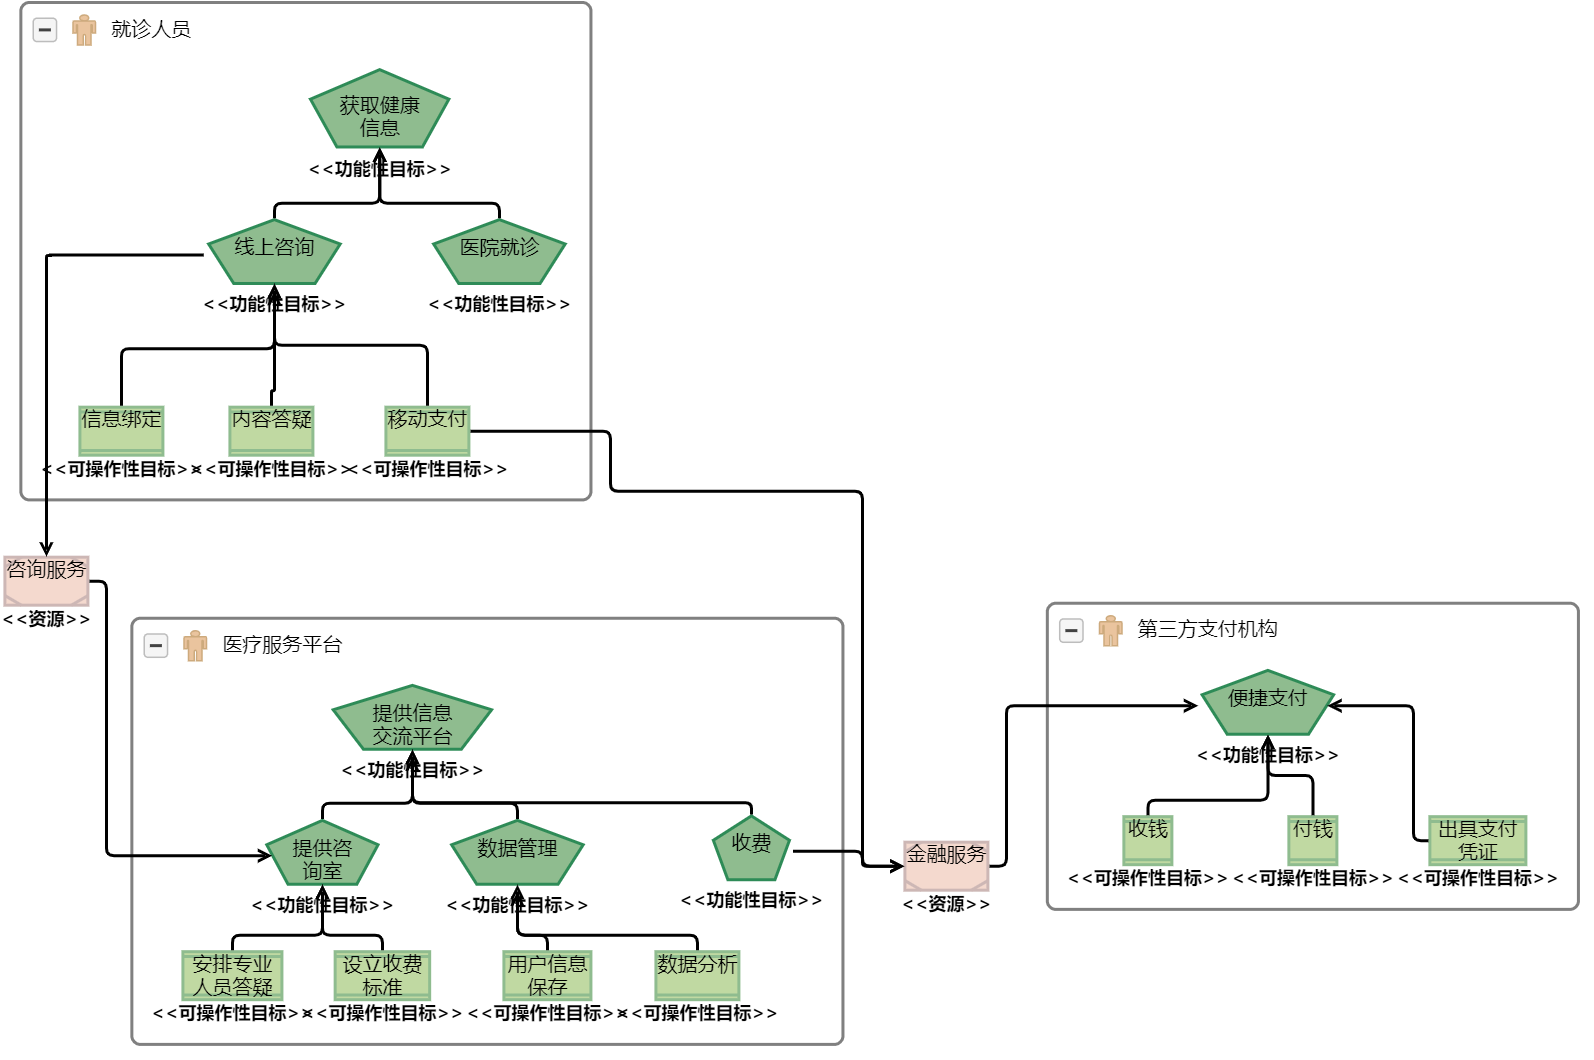 就诊人员
获取健康
信息
<<功能性目标>>
线上咨询
医院就诊
<<功能性目标>>
<<功能性目标>>
信息绑定
内容答疑
移动支付
<<可操作性目标>>
<<可操作性目标>>
<<可操作性目标>>
咨询服务
<<资源>>
医疗服务平台
提供信息
交流平台
<<功能性目标>>
提供咨
询室
数据管理
收费
<<功能性目标>>
<<功能性目标>>
<<功能性目标>>
安排专业
人员答疑
设立收费
标准
用户信息
保存
数据分析
<<可操作性目标>>
<<可操作性目标>>
<<可操作性目标>>
<<可操作性目标>>
金融服务
<<资源>>
第三方支付机构
便捷支付
<<功能性目标>>
收钱
付钱
出具支付
凭证
<<可操作性目标>>
<<可操作性目标>>
<<可操作性目标>>